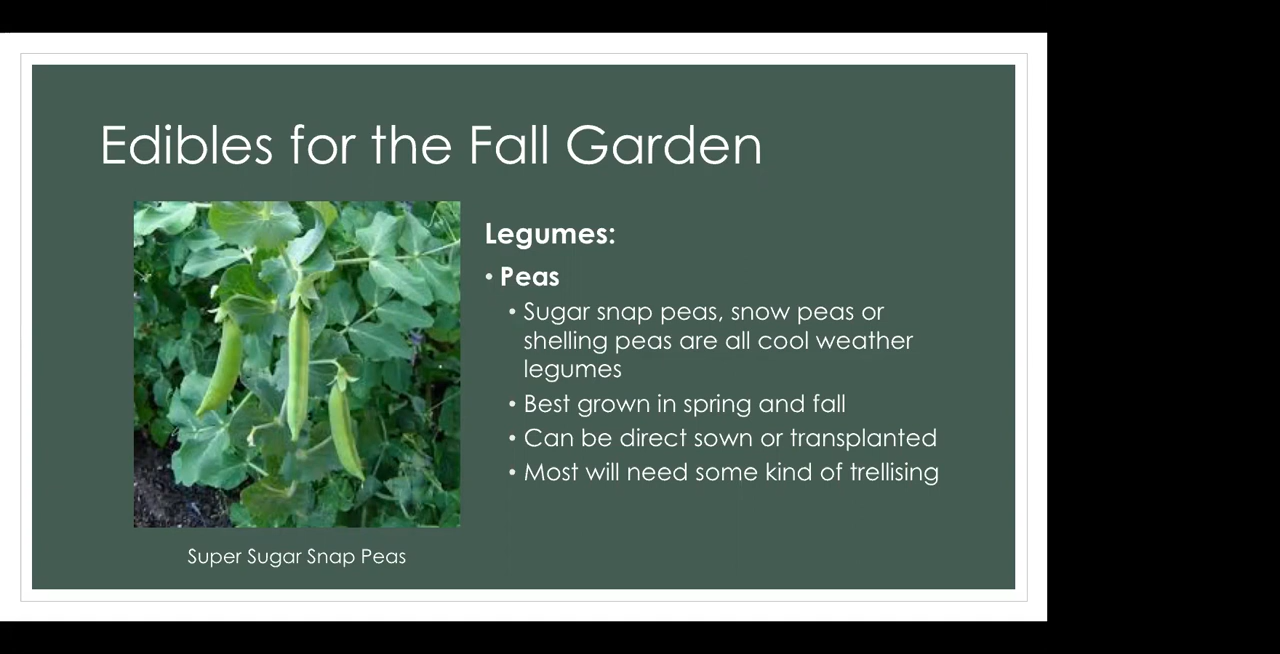 Edibles for the Fall Garden
Legumes:
• Peas
• Sugar snap peas, snow peas or
shelling peas are all cool weather
legumes
• Best grown in spring and fall
• Can be direct sown or transplanted
• Most will need some kind of trellising
Super Sugar Snap Peas